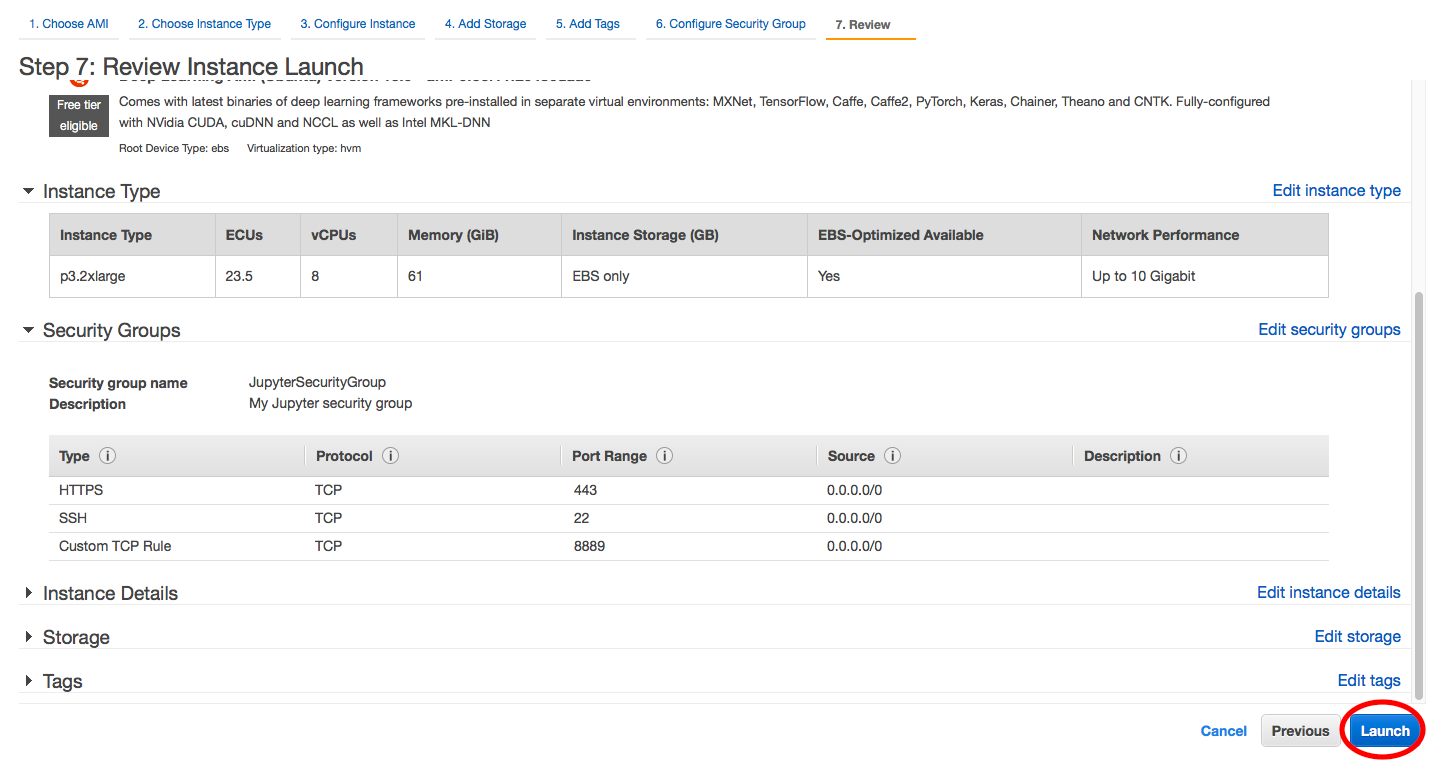 1. Choose AMI 2. Choose Instance Type 3. Configure Instance 4. Add Storage 5. Add Tags 6. Configure Security Group 7. Review
Step 7: Review Instance Launch
Free tier eligible
Comes with latest binaries of deep learning frameworks pre-installed in separate virtual environments: MXNet, TensorFlow, Caffe, Caffe2, PyTorch, Keras, Chainer, Theano and CNTK. Fully-configured
with NVidia CUDA, cuDNN and NCCL as well as Intel MKL-DNN
Root Device Type: ebs Virtualization type: hvm
Instance Type Edit instance type
Instance Type ECUs vCPUs Memory (GiB) Instance Storage (GB) EBS-Optimized Available Network Performance
p3.2xlarge 23.5 8 61 EBS only Yes Up to 10 Gigabit
Security Groups Edit security groups
Security group name JupyterSecurityGroup
Description My Jupyter security group
Type i Protocol i Port Range i Source i Description i
HTTPS TCP 443 0.0.0.0/0
SSH TCP 22 0.0.0.0/0
Custom TCP Rule TCP 8889 0.0.0.0/0
Instance Details Edit instance details
Storage Edit storage
Tags Edit tags
Cancel Previous Launch